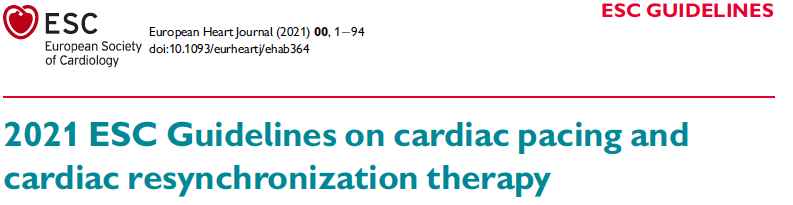 ESC GUIDELINES
ESC
European Society
of Cardiology
European Heart Journal (2021) 00, 1–94
doi:10.1093/eurheartj/ehab364
2021 ESC Guidelines on cardiac pacing and
cardiac resynchronization therapy